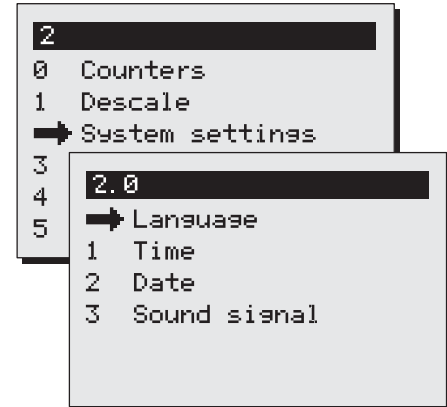 2
0 Counters
1 Descale
System settings
3
4
5
2.0
Language
1 Time
2 Date
3 Sound signal